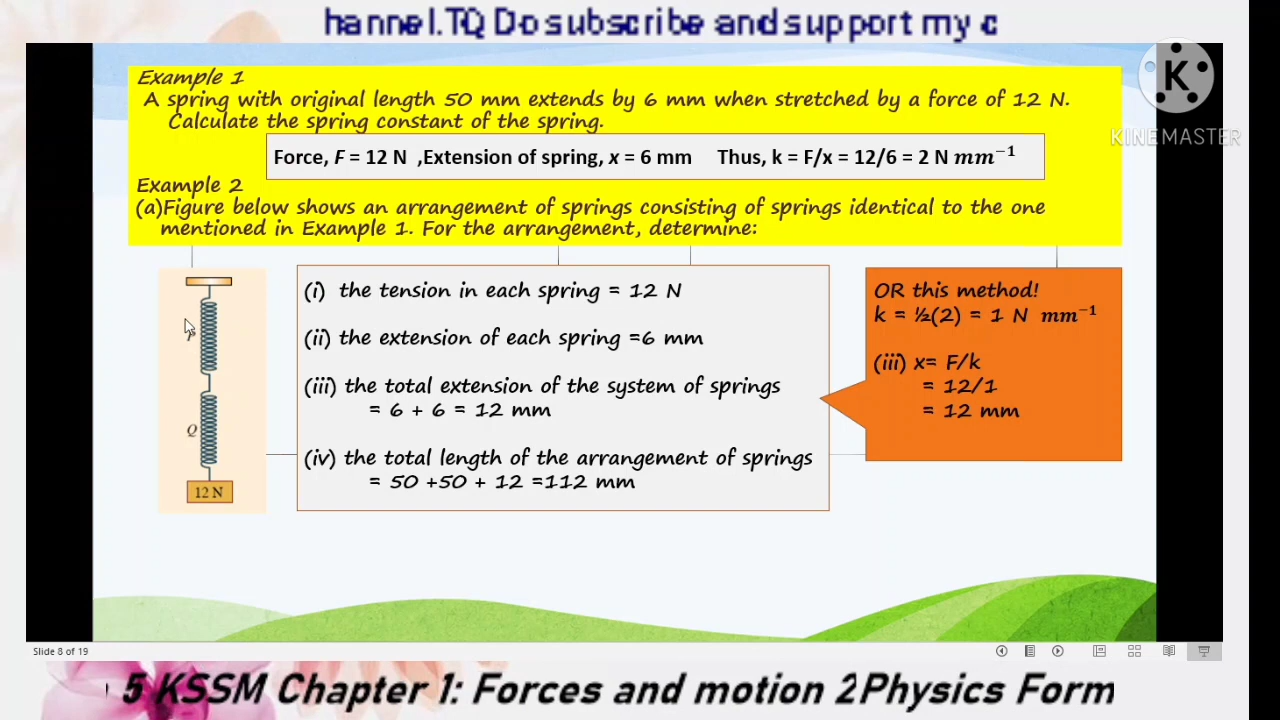 hannel.TQ Do subscribe and support my c
Example 1
A spring with original length 50 mm extends by 6 mm when stretched by a force of 12 N.
Calculate the spring constant of the spring.
Force, F = 12 N ,Extension of spring, x = 6 mm Thus, k = F/x = 12/6 = 2 N mm⁻¹
K
KINEMASTER
Example 2
(a)Figure below shows an arrangement of springs consisting of springs identical to the one
mentioned in Example 1. For the arrangement, determine:
P
Q
12 N
(i) the tension in each spring = 12 N
(ii) the extension of each spring =6 mm
(iii) the total extension of the system of springs
= 6 + 6 = 12 mm
(iv) the total length of the arrangement of springs
= 50 +50 + 12 =112 mm
OR this method!
k = ½(2) = 1 N mm⁻¹
(iii) x= F/k
= 12/1
= 12 mm
Slide 8 of 19
5 KSSM Chapter 1: Forces and motion 2Physics Form